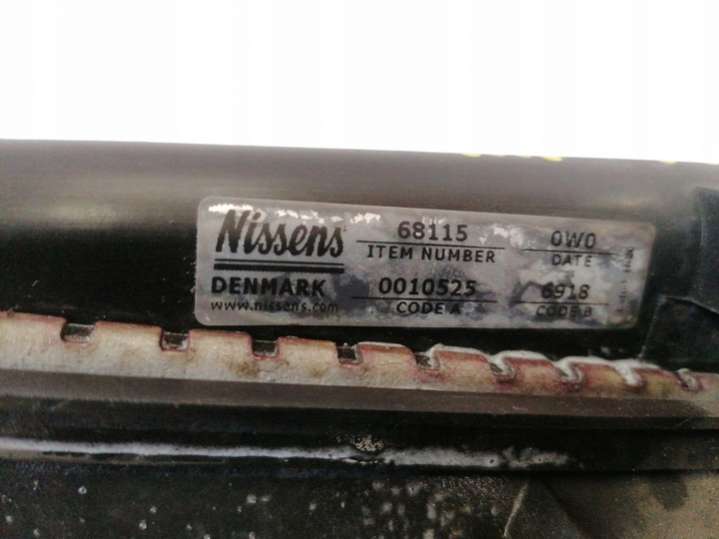 Nissens 68115 0W0
ITEM NUMBER DATE
DENMARK 0010525 6918
www.nissens.com CODE A CODE B